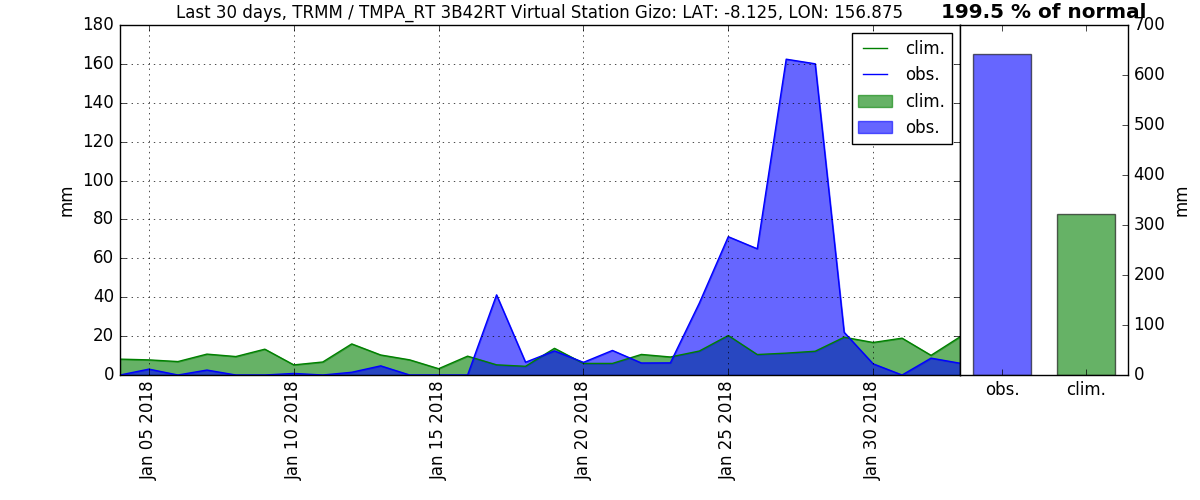 Last 30 days, TRMM / TMPA_RT 3B42RT Virtual Station Gizo: LAT: -8.125, LON: 156.875
199.5 % of normal
180
160
140
120
100
80
60
40
20
0
mm
clim.
obs.
clim.
obs.
Jan 05 2018
Jan 10 2018
Jan 15 2018
Jan 20 2018
Jan 25 2018
Jan 30 2018
700
600
500
400
300
200
100
0
mm
obs.
clim.